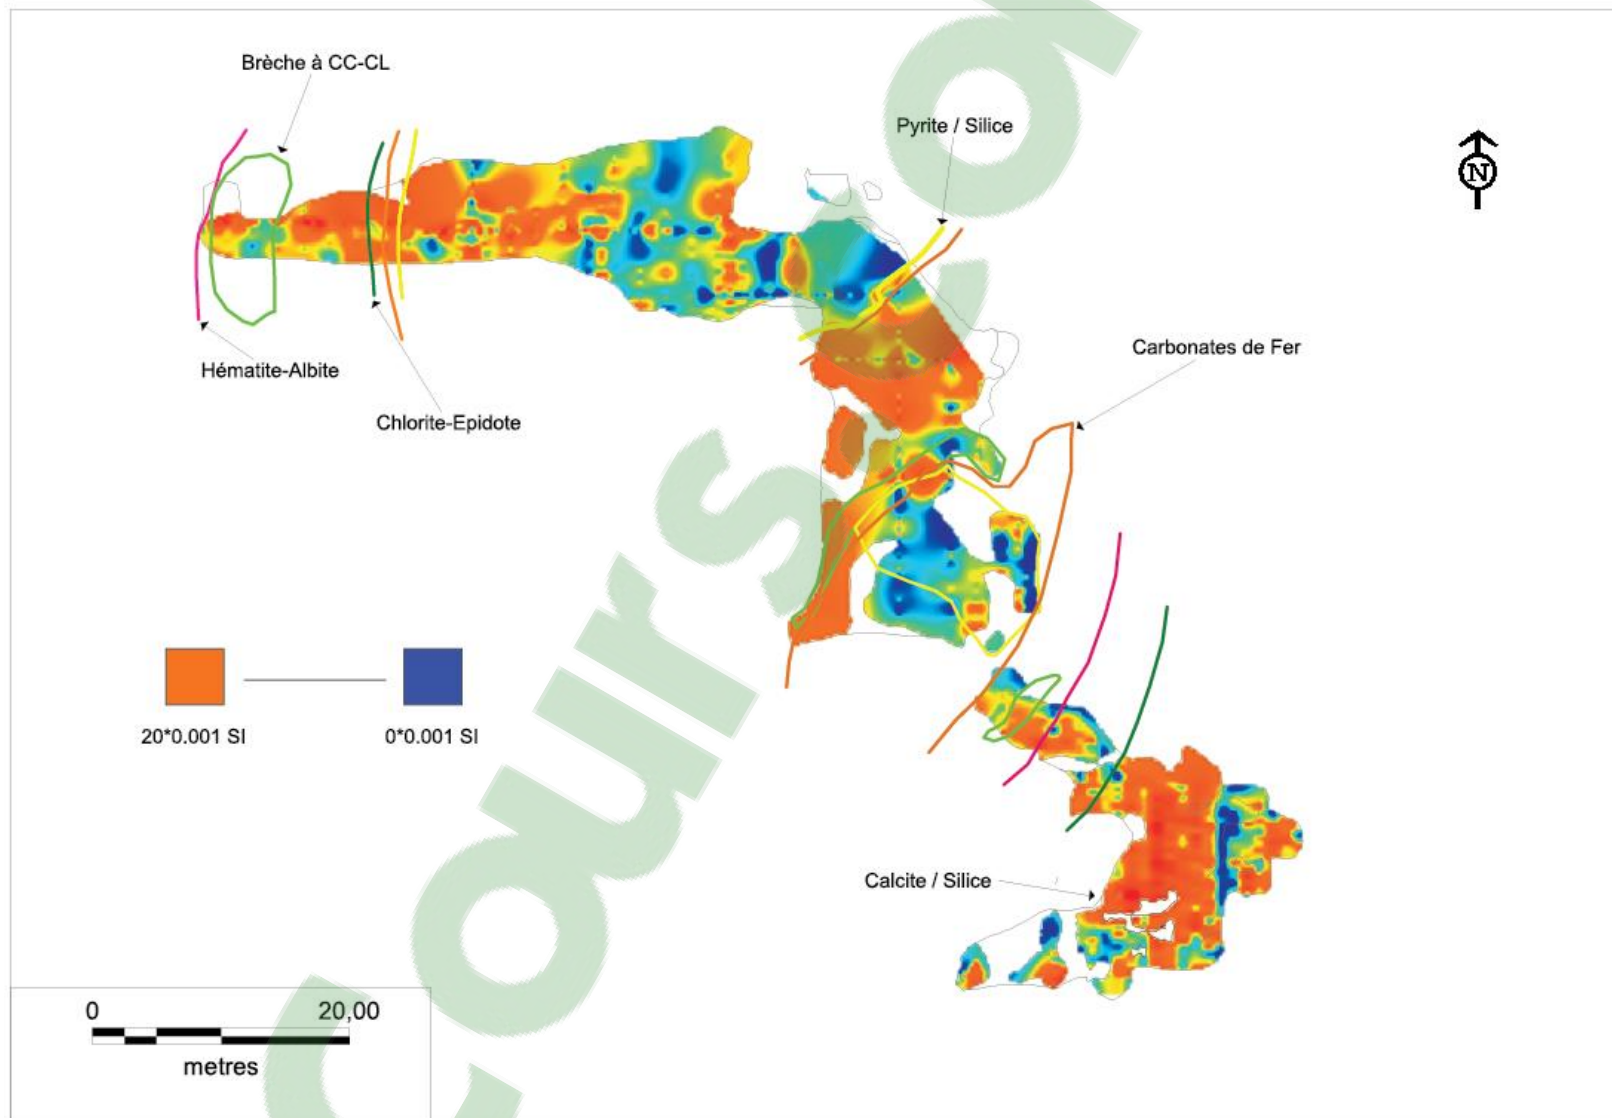 Brèche à CC-CL
Pyrite / Silice
N
Carbonates de Fer
Hématite-Albite
Chlorite-Epidote
20*0.001 SI
0*0.001 SI
Calcite / Silice
0
20,00
metres